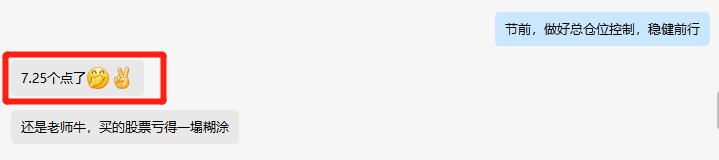 节前，做好总仓位控制，稳健前行
7.25个点了🤭✌
还是老师牛，买的股票亏得一塌糊涂